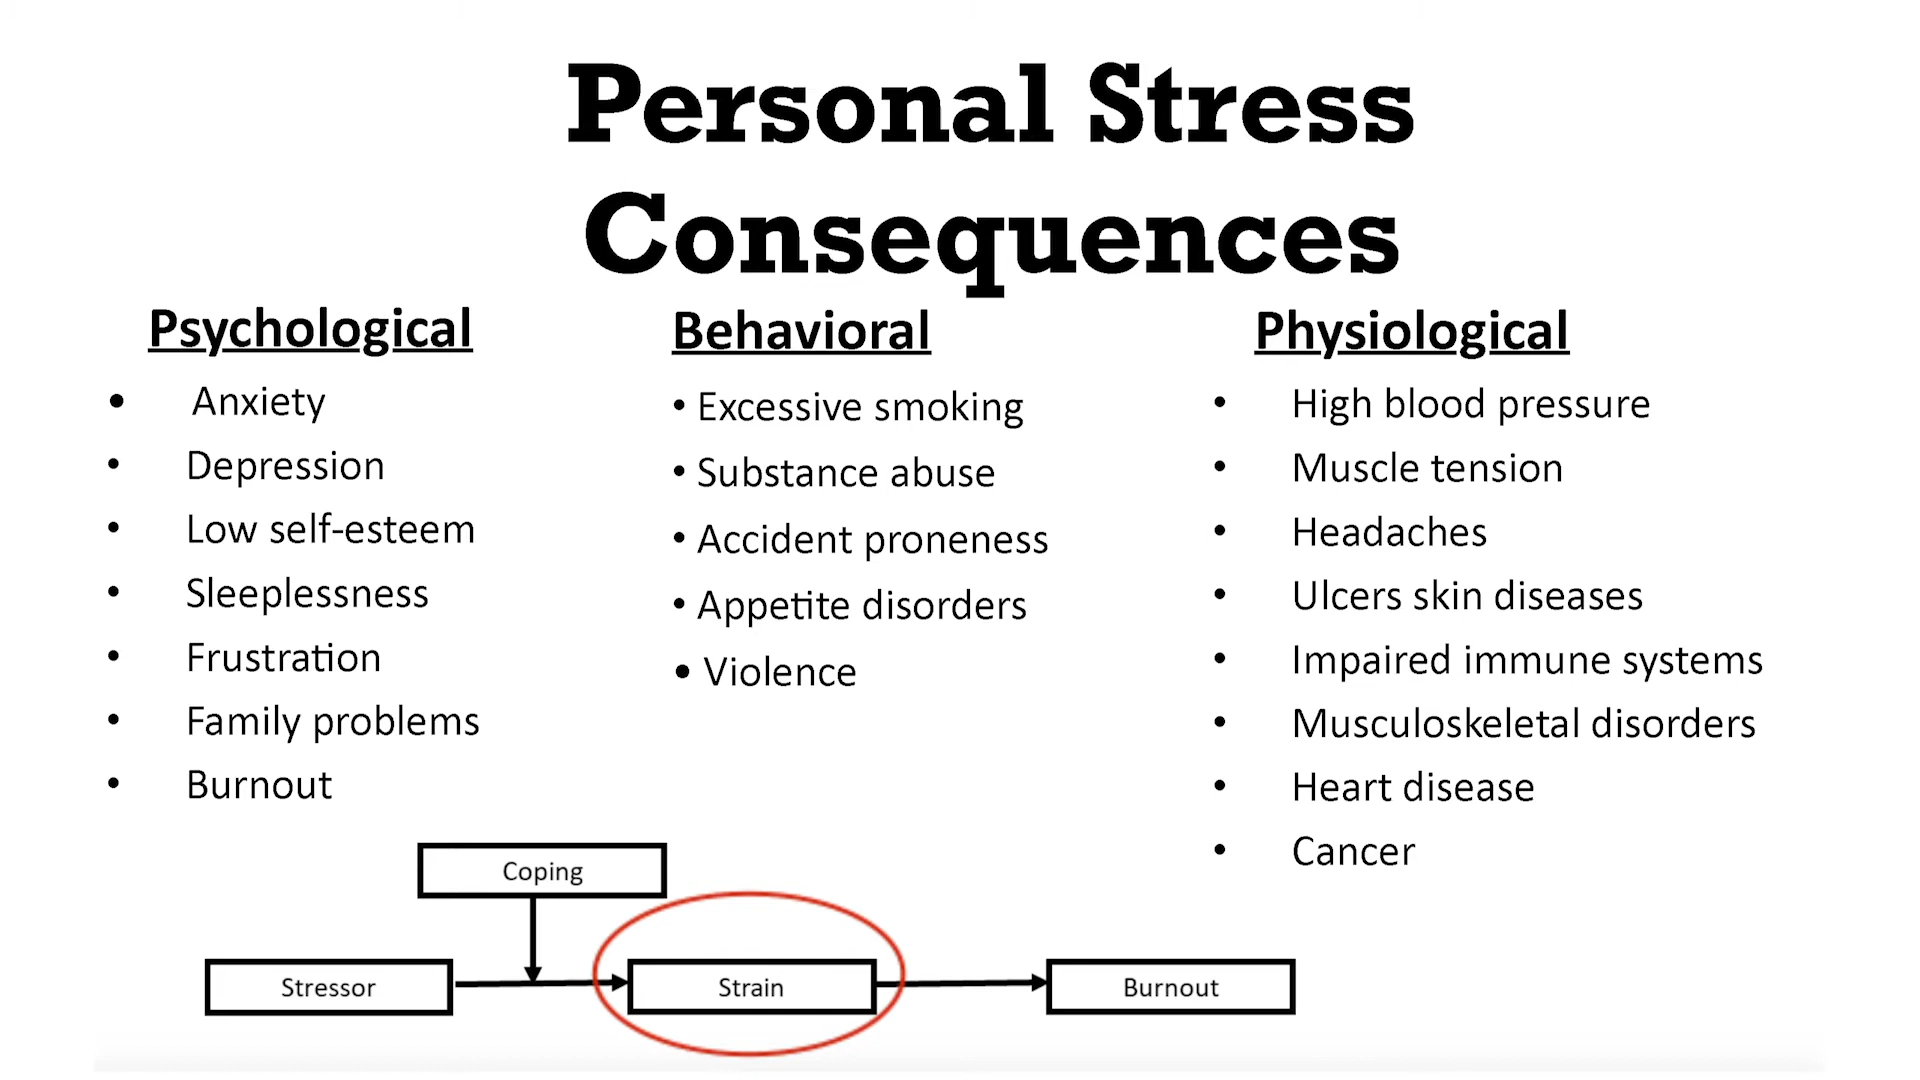 Personal Stress
Consequences
Psychological
• Anxiety
• Depression
• Low self-esteem
• Sleeplessness
• Frustration
• Family problems
• Burnout
Behavioral
• Excessive smoking
• Substance abuse
• Accident proneness
• Appetite disorders
• Violence
Physiological
• High blood pressure
• Muscle tension
• Headaches
• Ulcers skin diseases
• Impaired immune systems
• Musculoskeletal disorders
• Heart disease
• Cancer
Coping
Stressor
Strain
Burnout